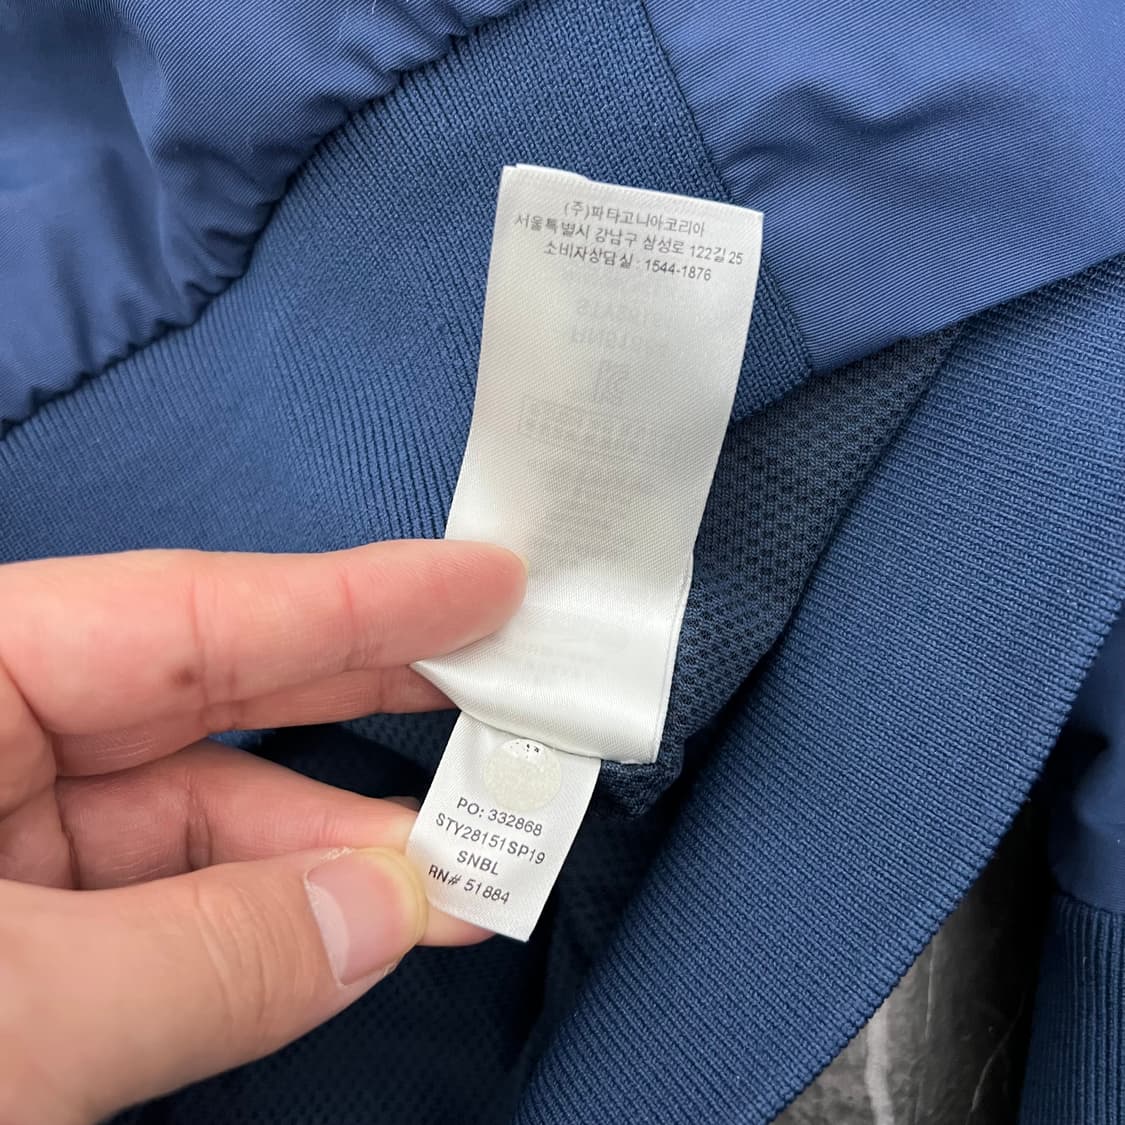 (주)파타고니아코리아
서울특별시 강남구 삼성로 122길 25
소비자상담실 : 1544-1876
PO: 332868
STY28151SP19
SNBL
RN# 51884